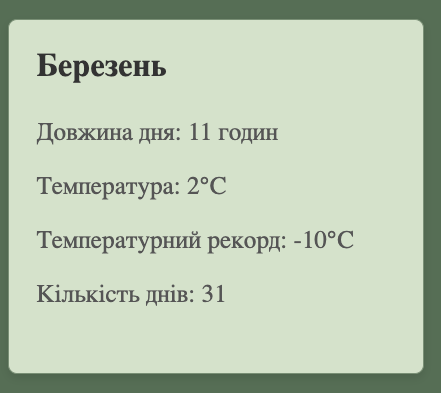 Березень
Довжина дня: 11 годин
Температура: 2°C
Температурний рекорд: -10°C
Кількість днів: 31